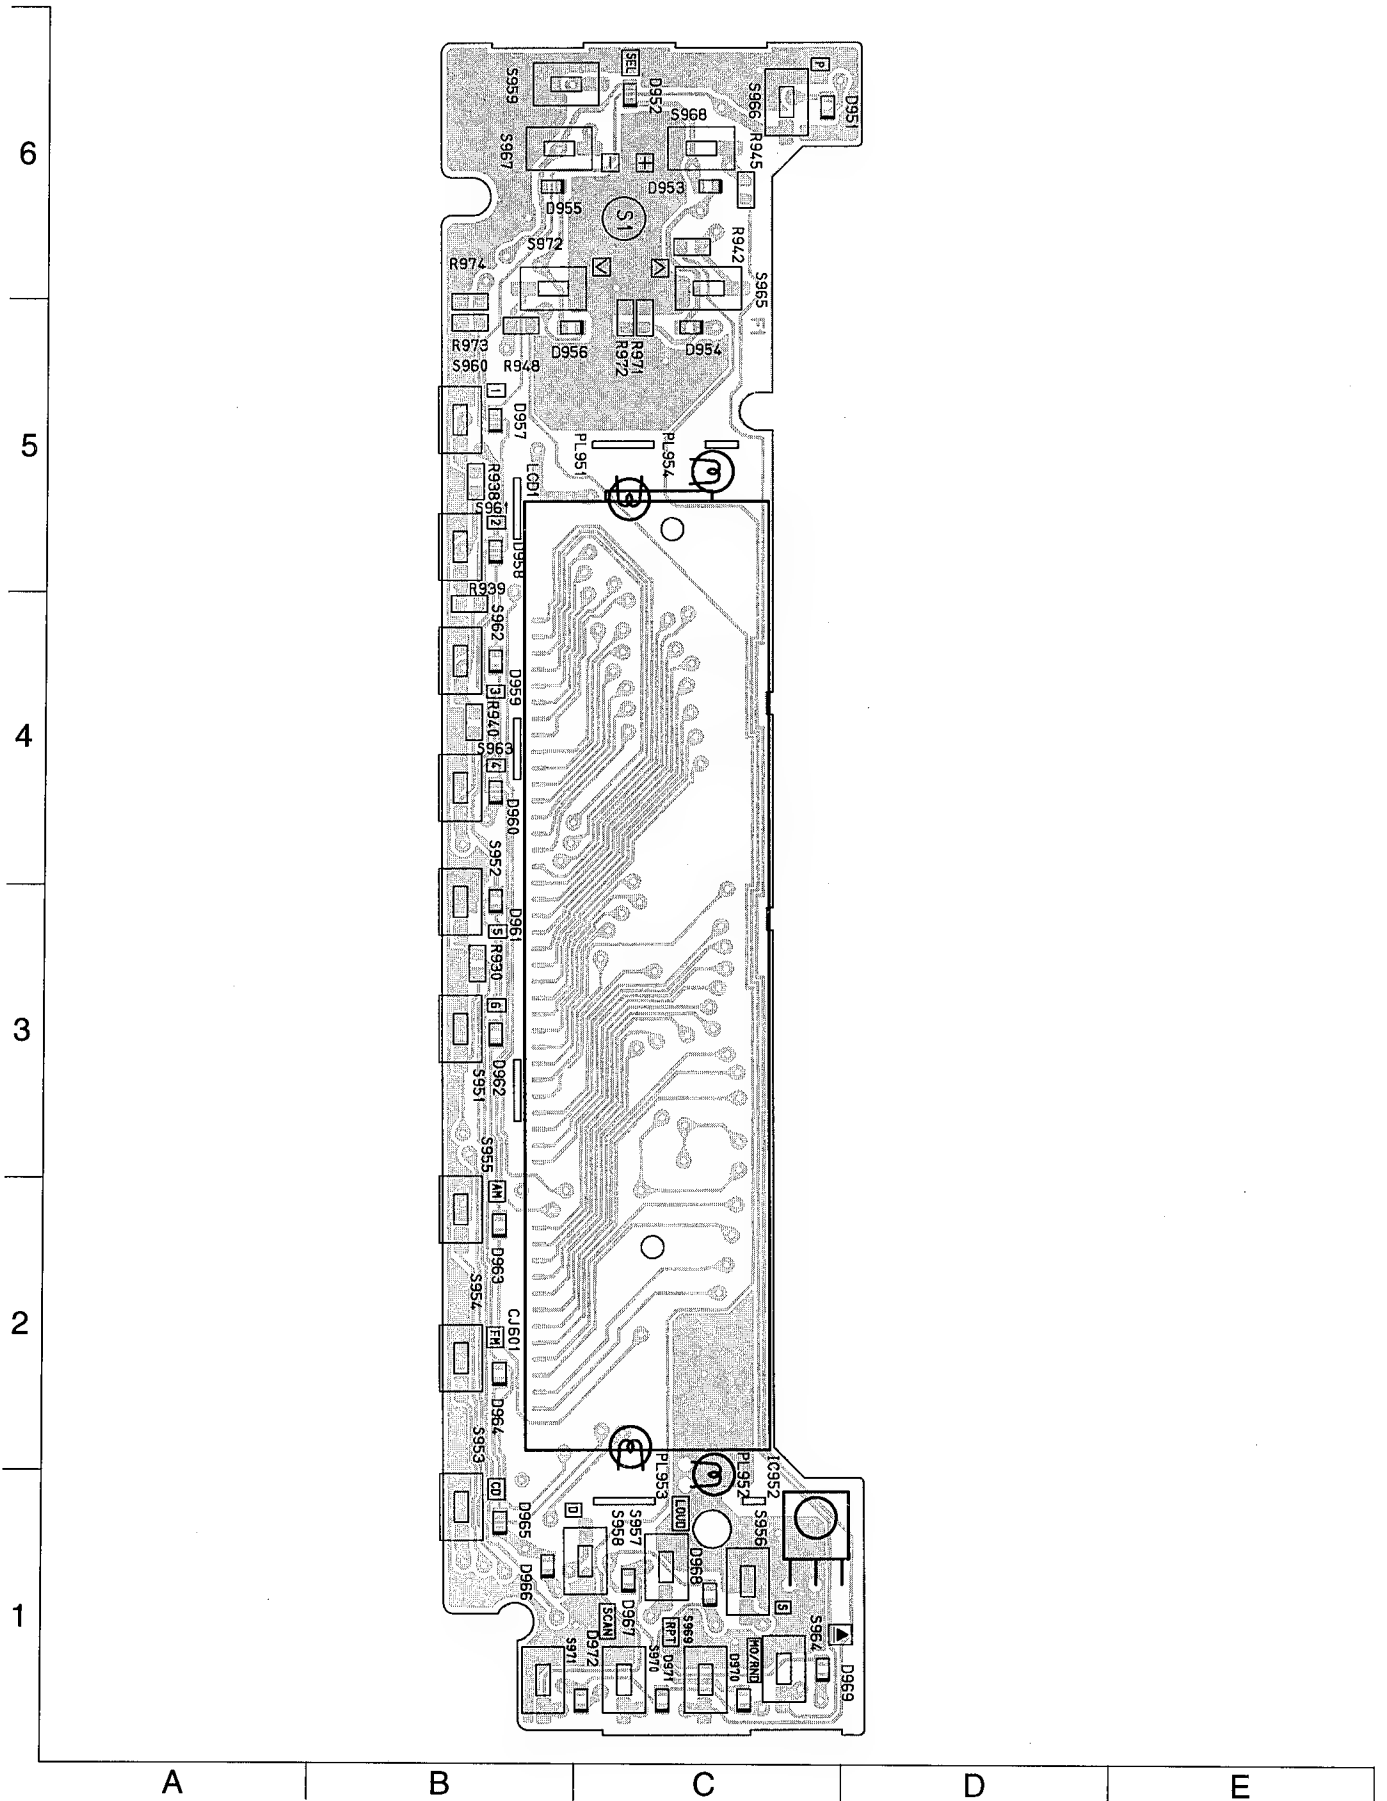 SEL
P
S959
D952
S966
D951
S968
6
S967
R945
-
+
D953
D955
S1
S972
R942
R974
S965
F1
R973
D956
R972
R971
D954
S960
R948
1
D957
5
PL951
PL954
R938
LCD1
S961
2
D958
R939
S962
D959
3
R940
4
S963
4
D960
S952
D961
5
R930
6
3
D962
S951
S955
AM
D963
S954
2
CJ601
FM
D964
S953
PL953
PL952
IC952
CD
D965
D
S958
S957
LOUD
S956
D966
D968
1
SCAN
D967
RPT
S969
S
S964
S971
D972
S970
D971
D970
MO/RND
D969
A
B
C
D
E